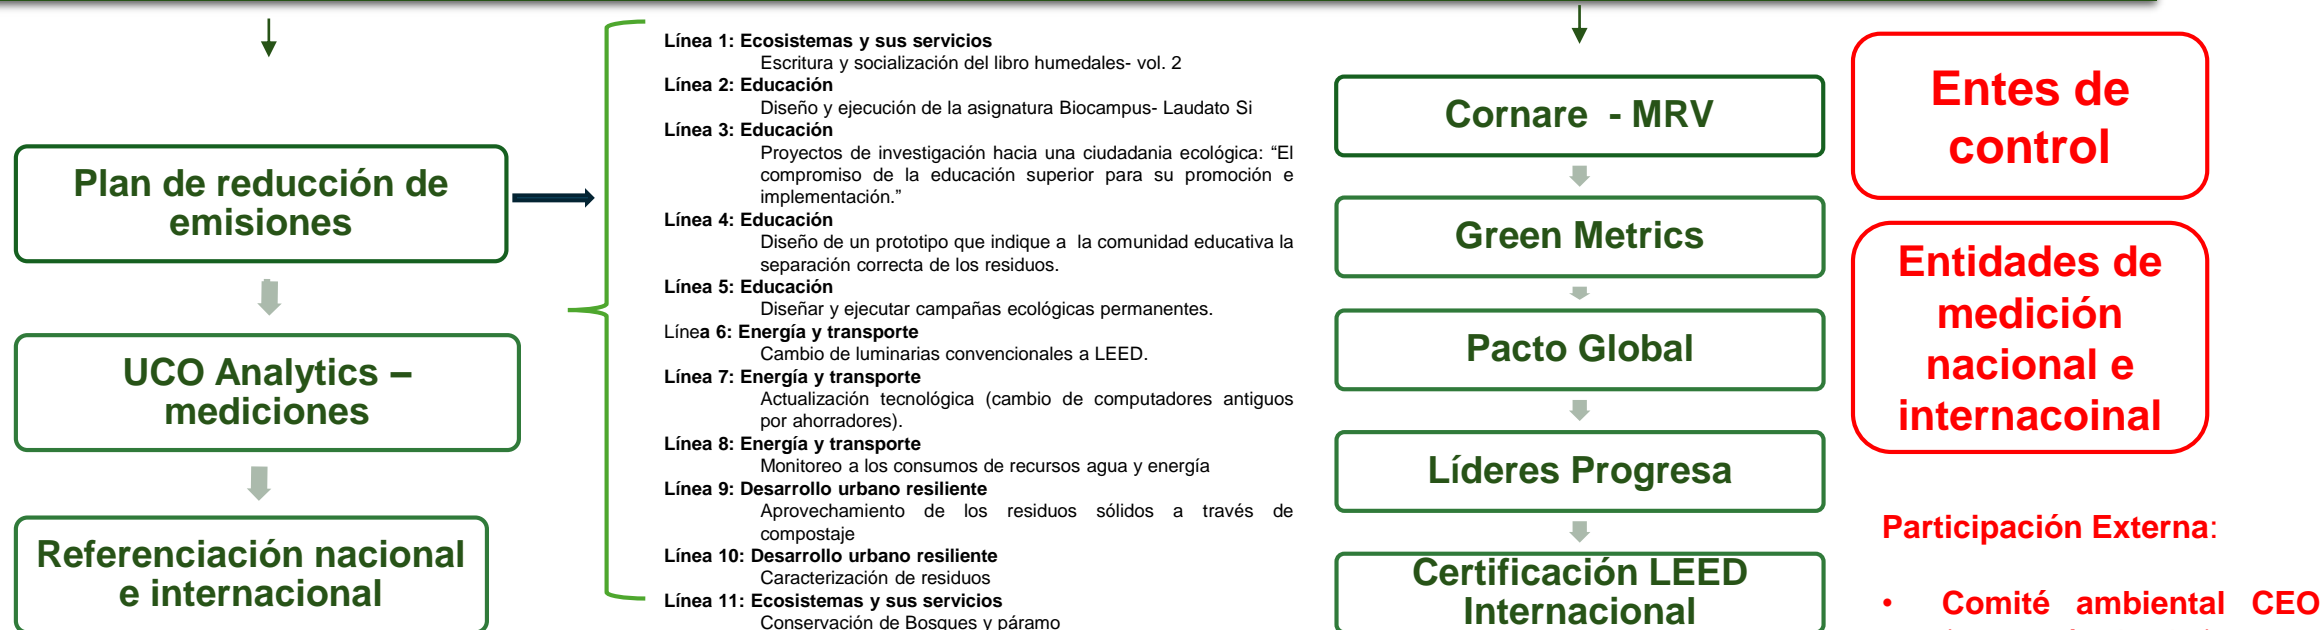 Plan de reducción de
emisiones
UCO Analytics –
mediciones
Referenciación nacional
e internacional
Línea 1: Ecosistemas y sus servicios
Escritura y socialización del libro humedales- vol. 2
Línea 2: Educación
Diseño y ejecución de la asignatura Biocampus- Laudato Si
Línea 3: Educación
Proyectos de investigación hacia una ciudadania ecológica: “El
compromiso de la educación superior para su promoción e
implementación.”
Línea 4: Educación
Diseño de un prototipo que indique a la comunidad educativa la
separación correcta de los residuos.
Línea 5: Educación
Diseñar y ejecutar campañas ecológicas permanentes.
Línea 6: Energía y transporte
Cambio de luminarias convencionales a LEED.
Línea 7: Energía y transporte
Actualización tecnológica (cambio de computadores antiguos
por ahorradores).
Línea 8: Energía y transporte
Monitoreo a los consumos de recursos agua y energía
Línea 9: Desarrollo urbano resiliente
Aprovechamiento de los residuos sólidos a través de
compostaje
Línea 10: Desarrollo urbano resiliente
Caracterización de residuos
Línea 11: Ecosistemas y sus servicios
Conservación de Bosques y páramo
Cornare - MRV
Green Metrics
Pacto Global
Líderes Progresa
Certificación LEED
Internacional
Entes de
control
Entidades de
medición
nacional e
internacoinal
Participación Externa:
• Comité ambiental CEO